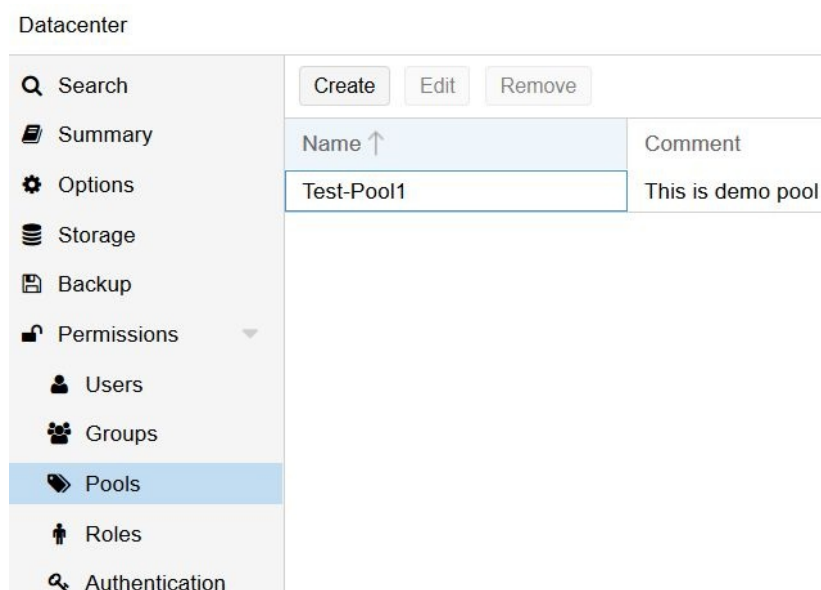 Datacenter
Search
Summary
Options
Storage
Backup
Permissions
Users
Groups
Pools
Roles
Authentication
Create Edit Remove
Name Comment
Test-Pool1 This is demo pool